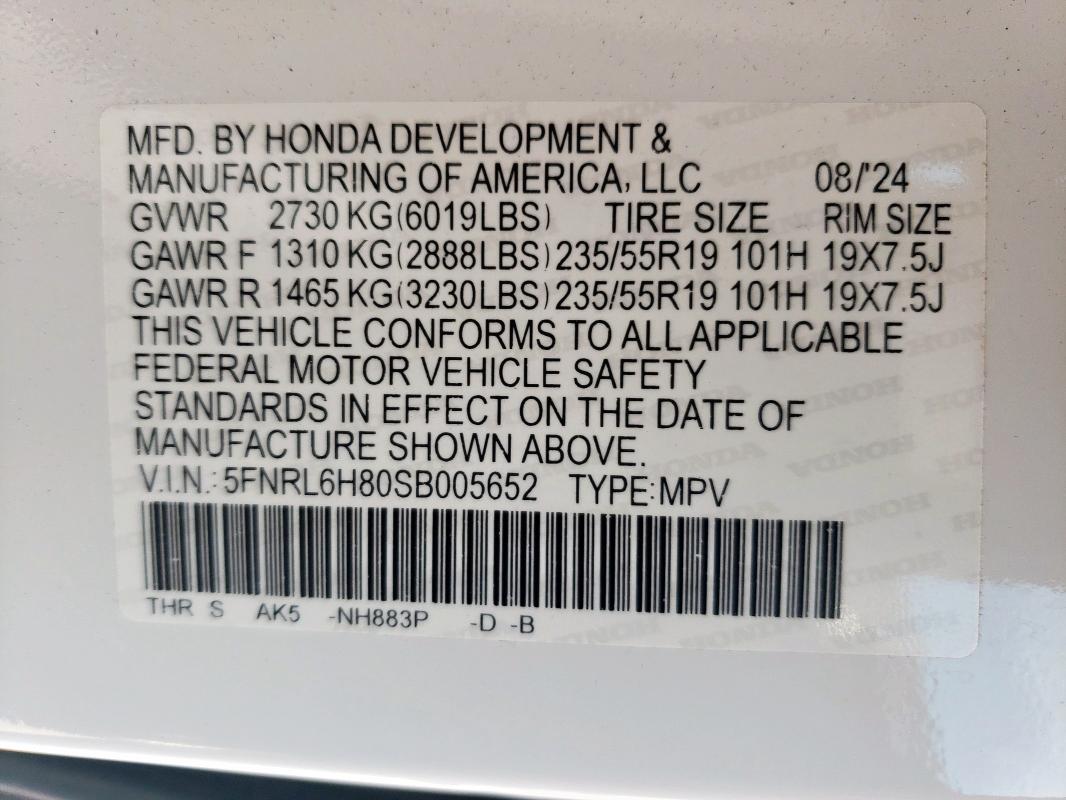 MFD. BY HONDA DEVELOPMENT &
MANUFACTURING OF AMERICA, LLC 08/'24
GVWR 2730 KG(6019LBS) TIRE SIZE RIM SIZE
GAWR F 1310 KG(2888LBS) 235/55R19 101H 19X7.5J
GAWR R 1465 KG(3230LBS) 235/55R19 101H 19X7.5J
THIS VEHICLE CONFORMS TO ALL APPLICABLE
FEDERAL MOTOR VEHICLE SAFETY
STANDARDS IN EFFECT ON THE DATE OF
MANUFACTURE SHOWN ABOVE.
V.I.N.: 5FNRL6H80SB005652 TYPE:MPV
THR S AK5 -NH883P -D -B